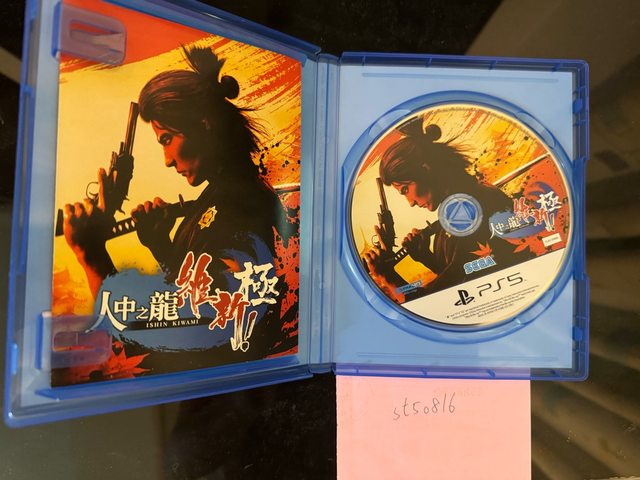 人中之龍
維新!
極
ISHIN KIWAMI
人中之龍
維新!
極
SEGA
PS5
st50816